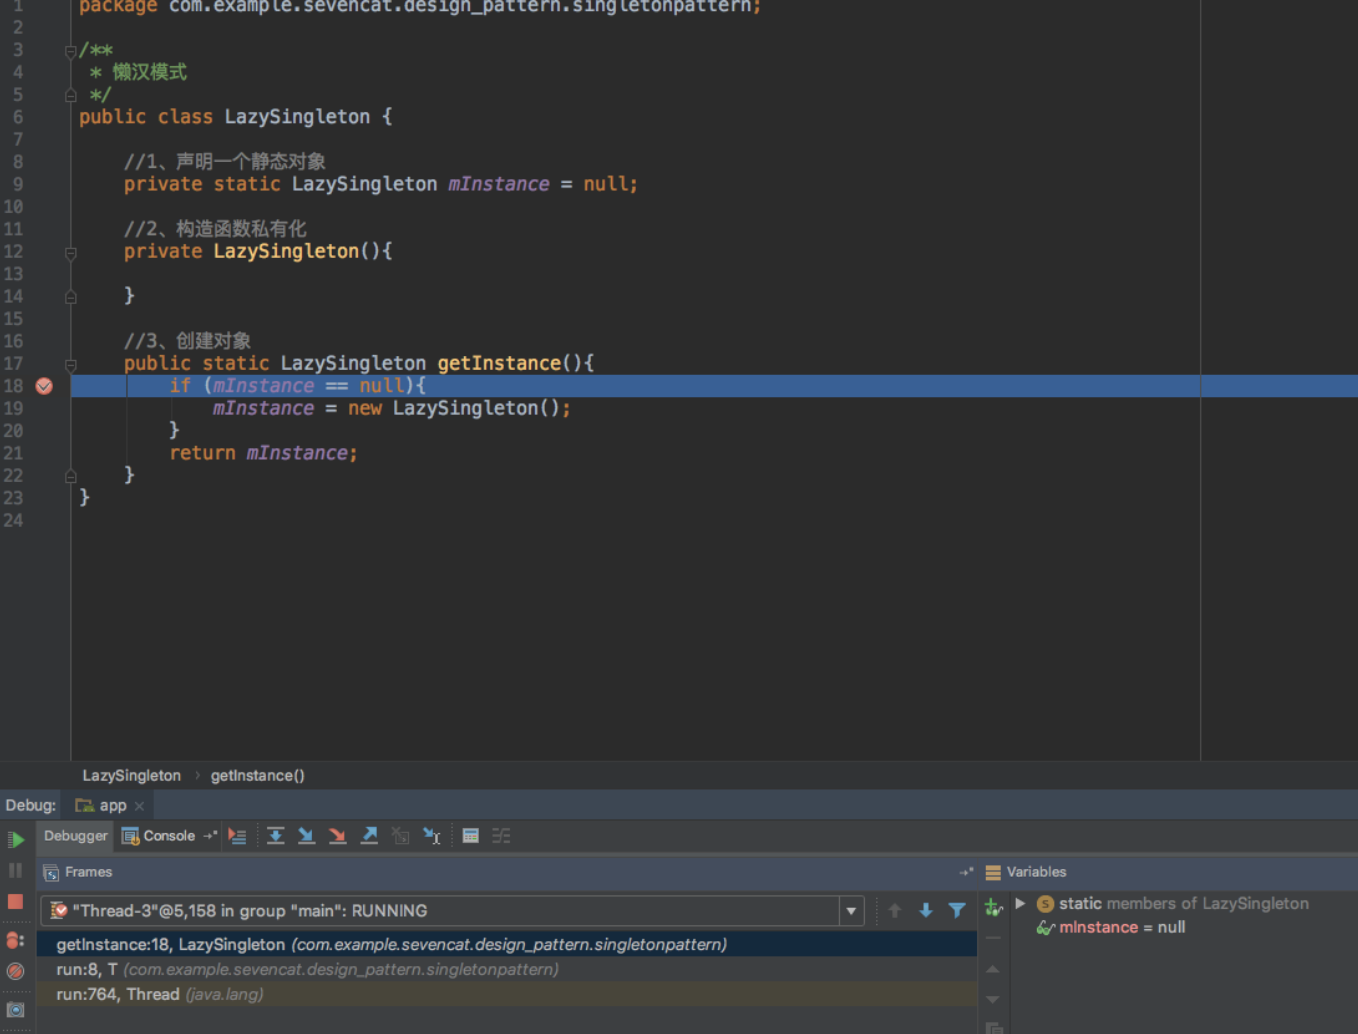 1 package com.example.sevencat.design_pattern.singletonpattern;
2
3 /**
4 * 懒汉模式
5 */
6 public class LazySingleton {
7
8 //1、声明一个静态对象
9 private static LazySingleton mInstance = null;
10
11 //2、构造函数私有化
12 private LazySingleton(){
13
14 }
15
16 //3、创建对象
17 public static LazySingleton getInstance(){
18 if (mInstance == null){
19 mInstance = new LazySingleton();
20 }
21 return mInstance;
22 }
23 }
24
LazySingleton › getInstance()
Debug: app ×
Debugger Console
Frames
Variables
"Thread-3"@5,158 in group "main": RUNNING
static members of LazySingleton
mInstance = null
getInstance:18, LazySingleton (com.example.sevencat.design_pattern.singletonpattern)
run:8, T (com.example.sevencat.design_pattern.singletonpattern)
run:764, Thread (java.lang)